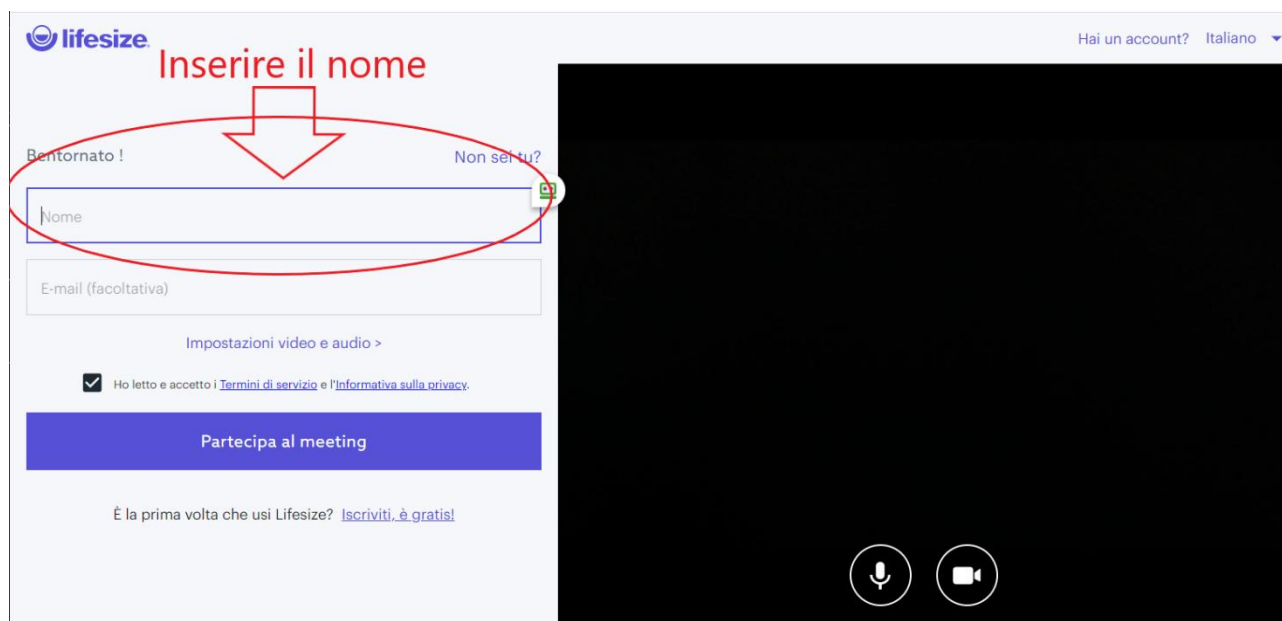 lifesize.
Hai un account? Italiano
Inserire il nome
Bentornato !
Non sei tu?
Nome
E-mail (facoltativa)
Impostazioni video e audio >
Ho letto e accetto i Termini di servizio e l'Informativa sulla privacy.
Partecipa al meeting
È la prima volta che usi Lifesize? Iscriviti, è gratis!